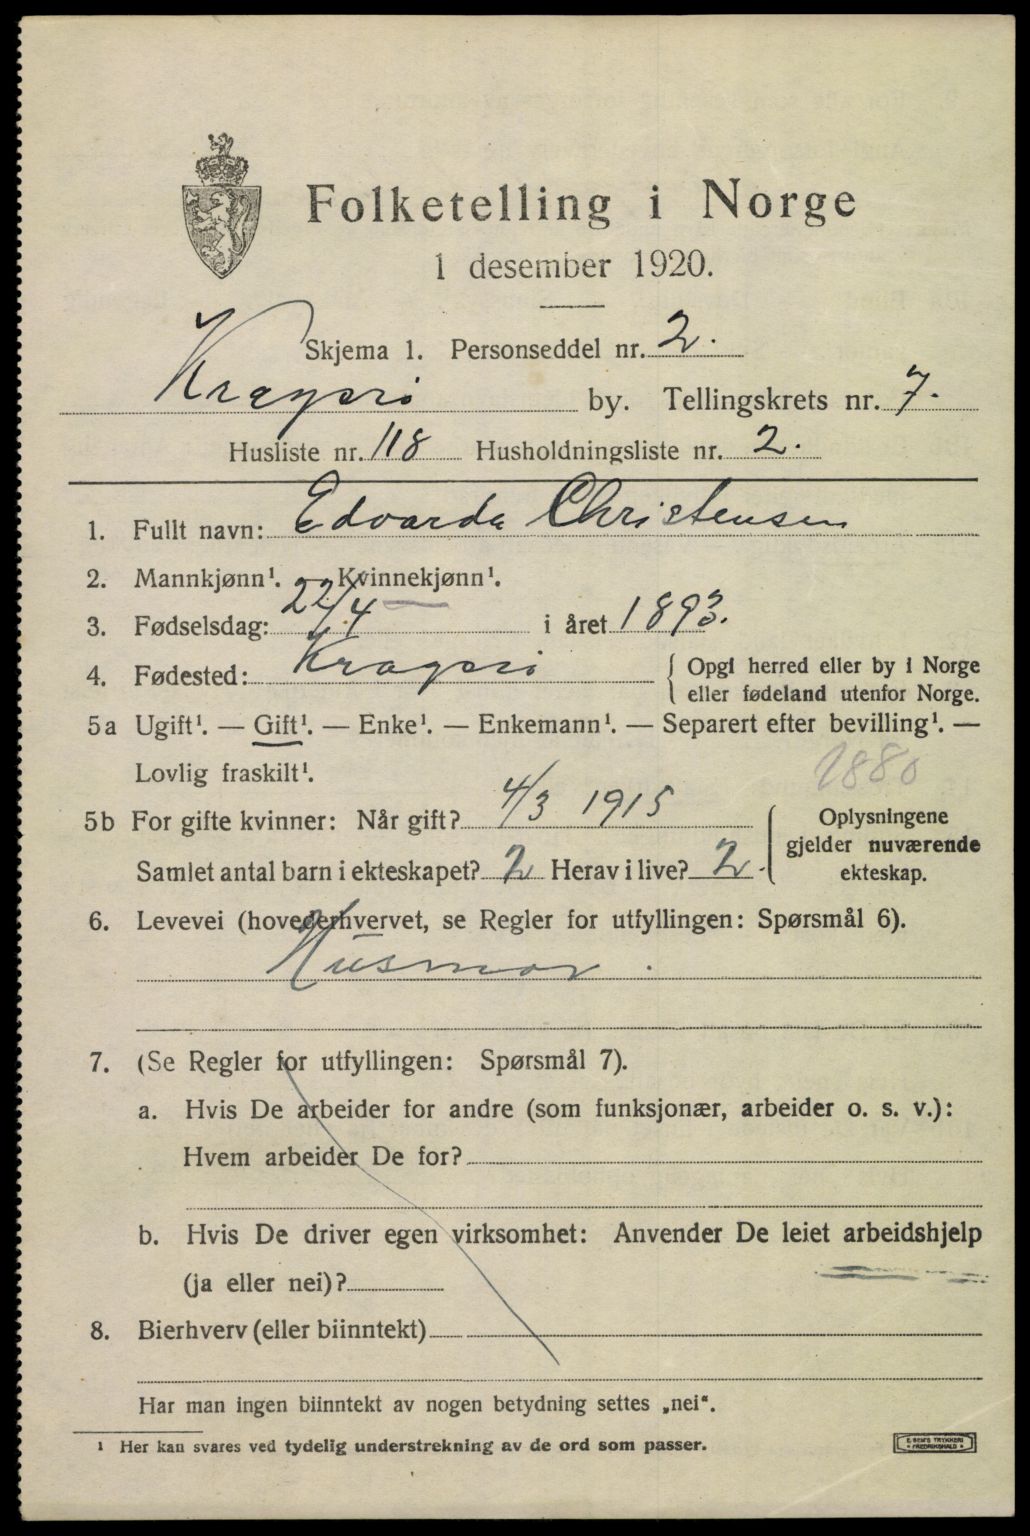 Folketelling i Norge
1 desember 1920.
Skjema 1. Personseddel nr. 2.
Kragerø by. Tellingskrets nr. 7.
Husliste nr. 118 Husholdningsliste nr. 2.
1. Fullt navn: Edvarda Christensen
2. Mannkjønn¹. — Kvinnekjønn¹.
3. Fødselsdag: 22/4 i året 1893.
4. Fødested: Kragerø { Opgi herred eller by i Norge
eller fødeland utenfor Norge.
5a Ugift¹. — Gift¹. — Enke¹. — Enkemann¹. — Separert efter bevilling¹. —
Lovlig fraskilt¹.
1880
5b For gifte kvinner: Når gift? 4/3 1915
Samlet antal barn i ekteskapet? 2 Herav i live? 2.
Oplysningene
gjelder nuværende
ekteskap.
6. Levevei (hovederhvervet, se Regler for utfyllingen: Spørsmål 6).
Husmor.
7. (Se Regler for utfyllingen: Spørsmål 7).
a. Hvis De arbeider for andre (som funksjonær, arbeider o. s. v.):
Hvem arbeider De for?
b. Hvis De driver egen virksomhet: Anvender De leiet arbeidshjelp
(ja eller nei)?
8. Bierhverv (eller biinntekt)
Har man ingen biinntekt av nogen betydning settes „nei“.
¹ Her kan svares ved tydelig understrekning av de ord som passer.
E. SEM'S TRYKKERI
FREDRIKSHALD